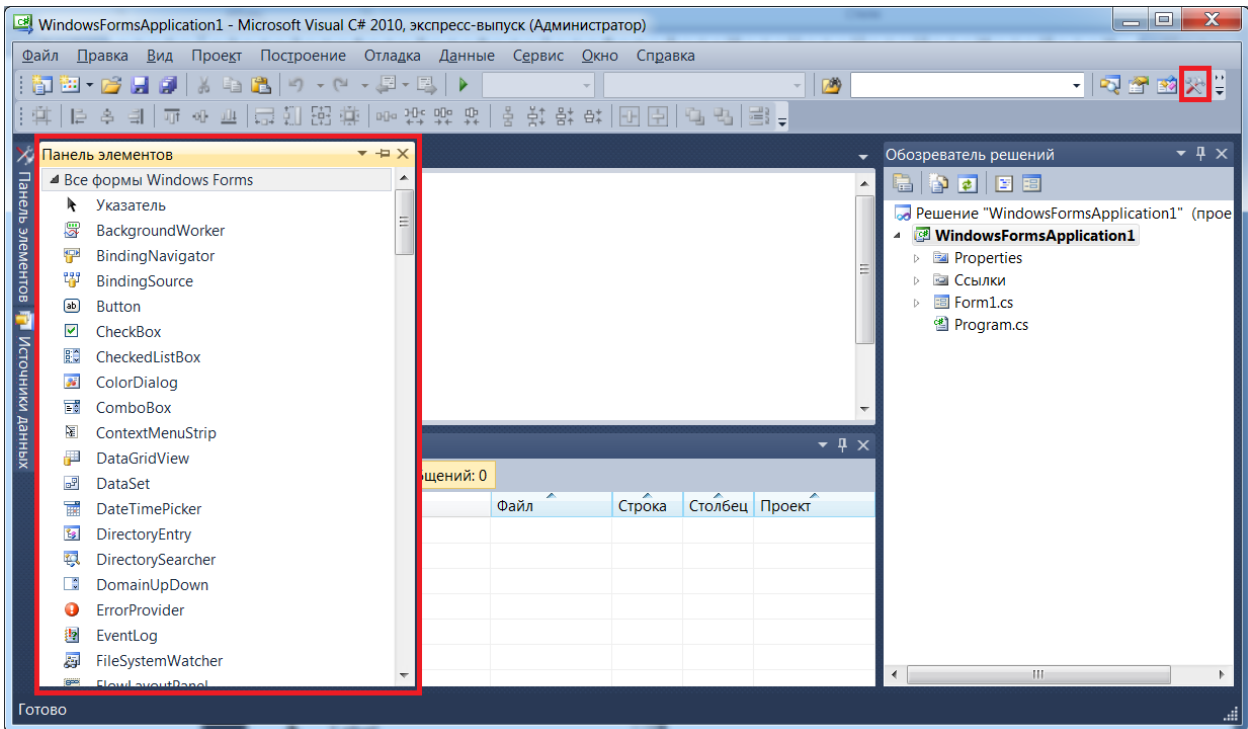 WindowsFormsApplication1 - Microsoft Visual C# 2010, экспресс-выпуск (Администратор)
Файл Правка Вид Проект Построение Отладка Данные Сервис Окно Справка
Панель элементов
Источники данных
Панель элементов
Все формы Windows Forms
Указатель
BackgroundWorker
BindingNavigator
BindingSource
Button
CheckBox
CheckedListBox
ColorDialog
ComboBox
ContextMenuStrip
DataGridView
DataSet
DateTimePicker
DirectoryEntry
DirectorySearcher
DomainUpDown
ErrorProvider
EventLog
FileSystemWatcher
FlowLayoutPanel
щений: 0
Файл Строка Столбец Проект
Обозреватель решений
Решение "WindowsFormsApplication1" (прое
WindowsFormsApplication1
Properties
Ссылки
Form1.cs
Program.cs
Готово